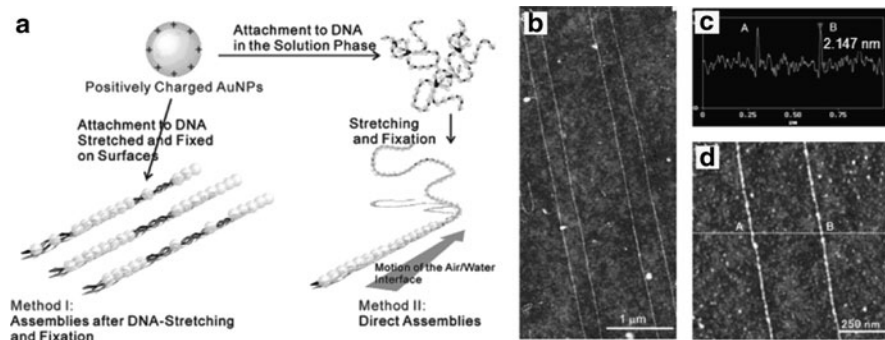 a
Attachment to DNA
in the Solution Phase
Positively Charged AuNPs
Attachment to DNA
Stretched and Fixed
on Surfaces
Stretching
and Fixation
Motion of the Air/Water
Interface
Method I:
Assemblies after DNA-Stretching
and Fixation
Method II:
Direct Assemblies
b
1 μm
c
A
B
2.147 nm
0
0.25
0.50
0.75
d
A
B
250 nm